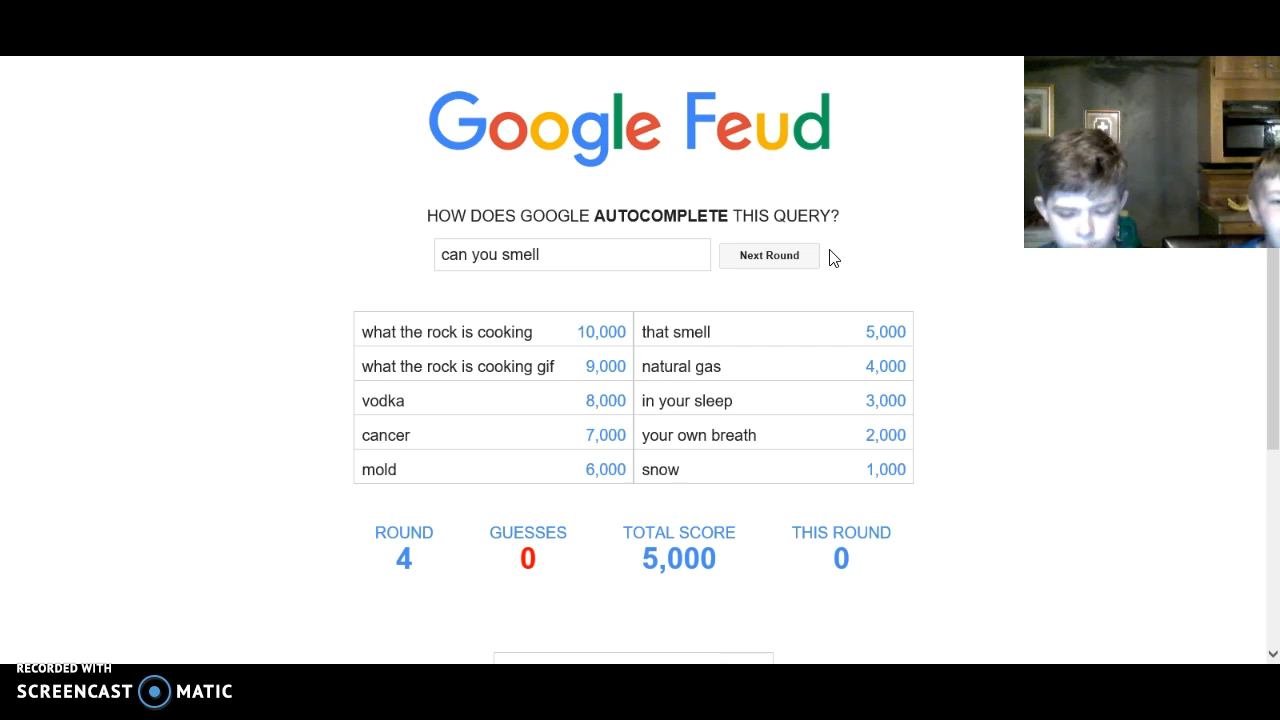 Google Feud
HOW DOES GOOGLE AUTOCOMPLETE THIS QUERY?
can you smell
Next Round
what the rock is cooking 10,000
what the rock is cooking gif 9,000
vodka 8,000
cancer 7,000
mold 6,000
that smell 5,000
natural gas 4,000
in your sleep 3,000
your own breath 2,000
snow 1,000
ROUND
4
GUESSES
0
TOTAL SCORE
5,000
THIS ROUND
0
RECORDED WITH
SCREENCAST MATIC